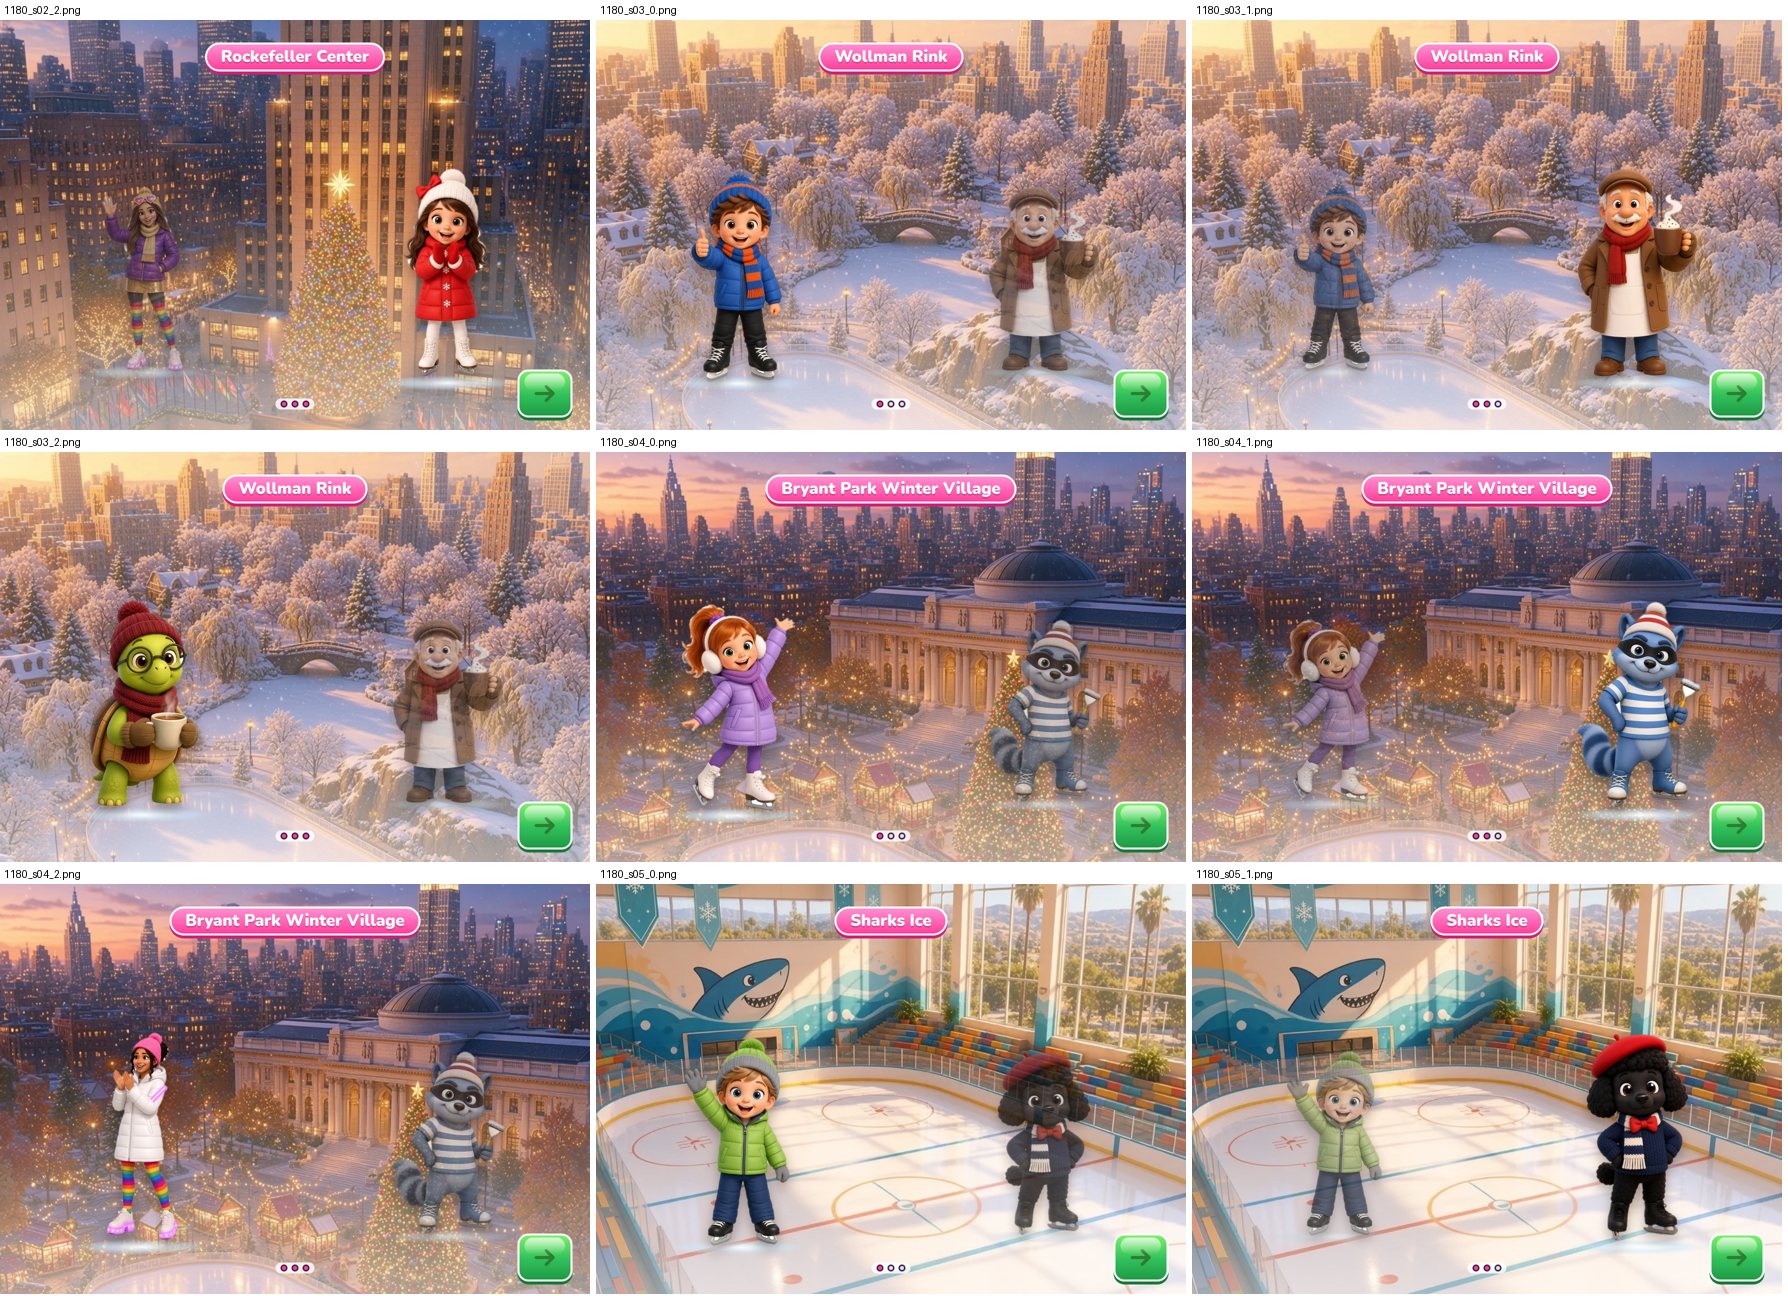 1180_s02_2.png
1180_s03_0.png
1180_s03_1.png
Rockefeller Center
Wollman Rink
Wollman Rink
1180_s03_2.png
1180_s04_0.png
1180_s04_1.png
Wollman Rink
Bryant Park Winter Village
Bryant Park Winter Village
1180_s04_2.png
1180_s05_0.png
1180_s05_1.png
Bryant Park Winter Village
Sharks Ice
Sharks Ice